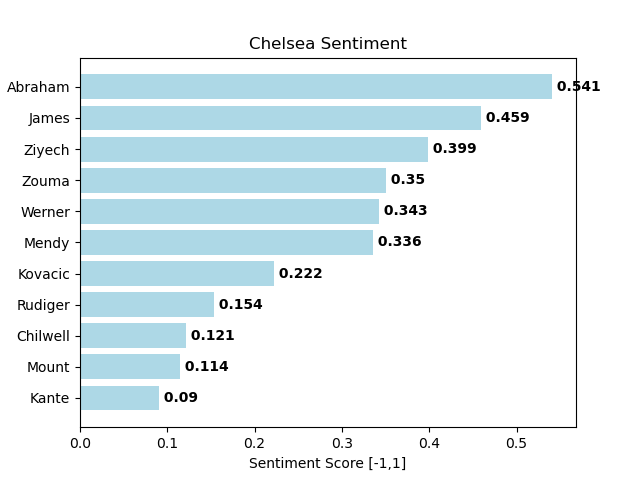 Chelsea Sentiment
Abraham 0.541
James 0.459
Ziyech 0.399
Zouma 0.35
Werner 0.343
Mendy 0.336
Kovacic 0.222
Rudiger 0.154
Chilwell 0.121
Mount 0.114
Kante 0.09
0.0 0.1 0.2 0.3 0.4 0.5
Sentiment Score [-1,1]